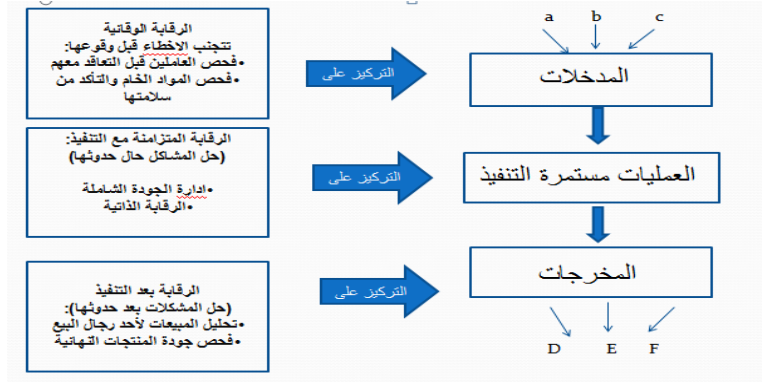 a b c
الرقابة الوقائية
تتجنب الاخطاء قبل وقوعها:
•فحص العاملين قبل التعاقد معهم
•فحص المواد الخام والتأكد من
سلامتها
التركيز على
المدخلات
الرقابة المتزامنة مع التنفيذ:
(حل المشاكل حال حدوثها)
•ادارة الجودة الشاملة
•الرقابة الذاتية
التركيز على
العمليات مستمرة التنفيذ
الرقابة بعد التنفيذ
(حل المشكلات بعد حدوثها):
•تحليل المبيعات لأحد رجال البيع
•فحص جودة المنتجات النهائية
التركيز على
المخرجات
D E F